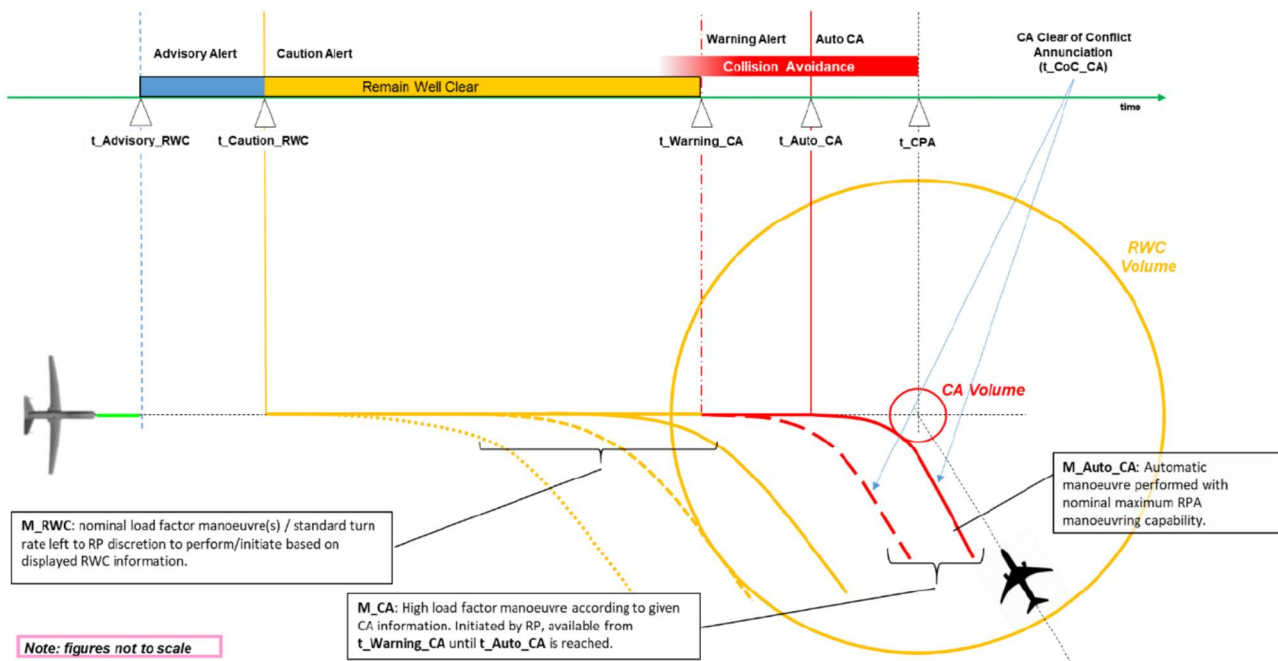 Advisory Alert
Caution Alert
Warning Alert
Auto CA
CA Clear of Conflict
Annunciation
(t_CoC_CA)
Collision Avoidance
Remain Well Clear
time
t_Advisory_RWC
t_Caution_RWC
t_Warning_CA
t_Auto_CA
t_CPA
RWC
Volume
CA Volume
M_Auto_CA: Automatic
manoeuvre performed with
nominal maximum RPA
manoeuvring capability.
M_RWC: nominal load factor manoeuvre(s) / standard turn
rate left to RP discretion to perform/initiate based on
displayed RWC information.
M_CA: High load factor manoeuvre according to given
CA information. Initiated by RP, available from
t_Warning_CA until t_Auto_CA is reached.
Note: figures not to scale